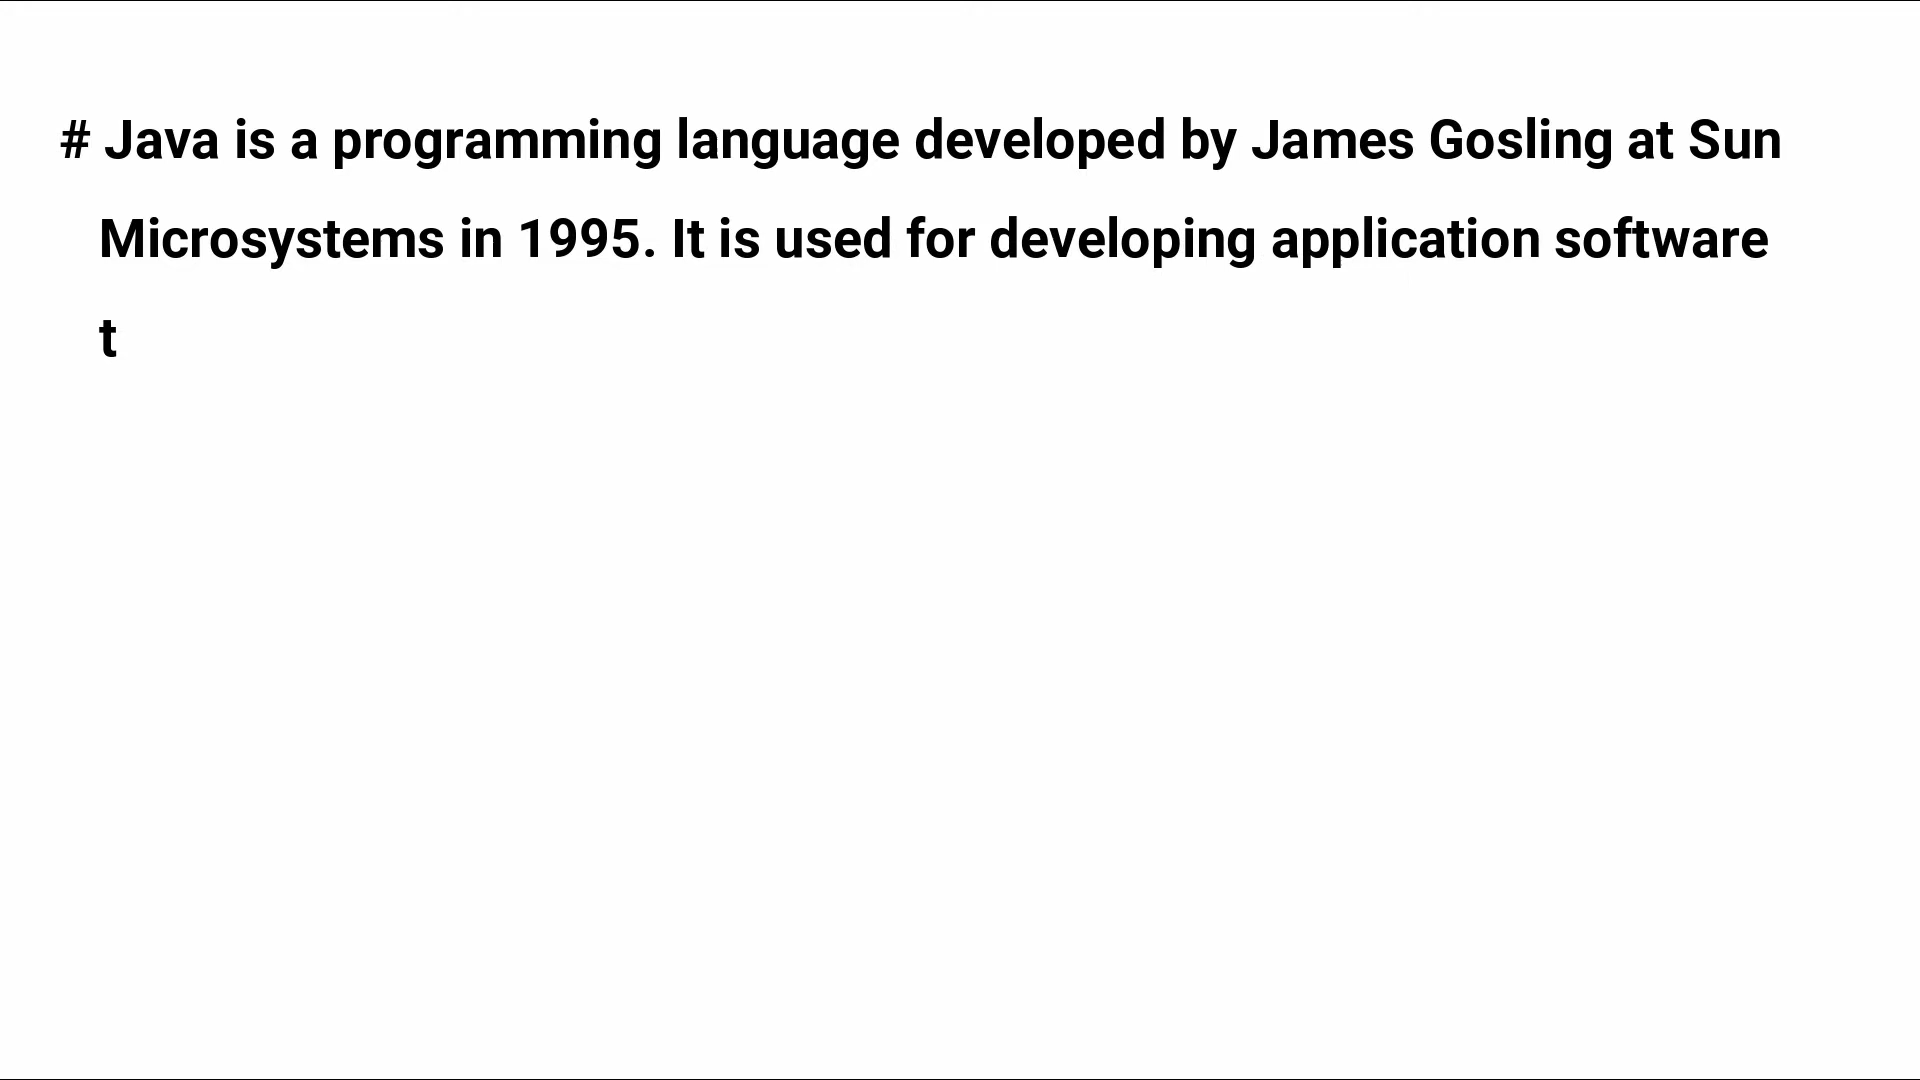 # Java is a programming language developed by James Gosling at Sun
Microsystems in 1995. It is used for developing application software
t